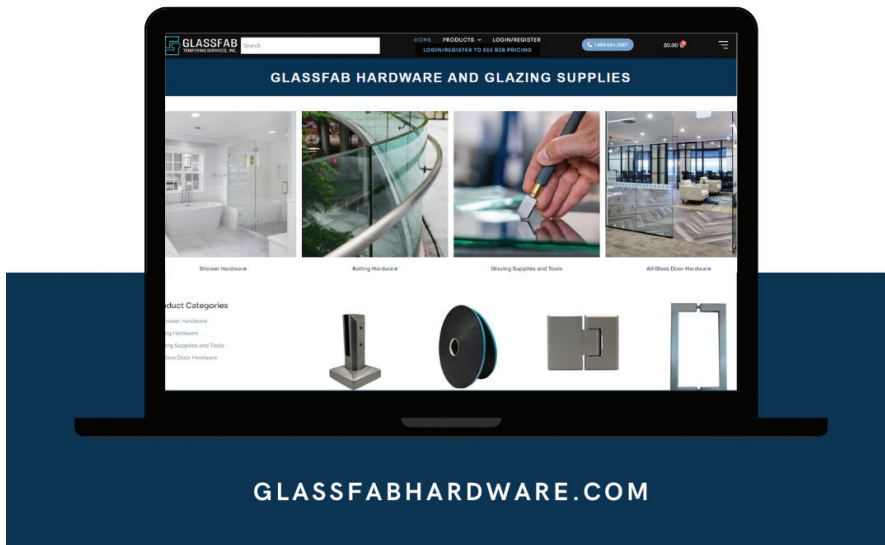 GLASSFAB
TEMPERING SERVICES, INC.
Search
HOME PRODUCTS LOGIN/REGISTER
LOGIN/REGISTER TO SEE B2B PRICING
$0.00
GLASSFAB HARDWARE AND GLAZING SUPPLIES
Shower Hardware
Railing Hardware
Glazing Supplies and Tools
All Glass Door Hardware
duct Categories
ower Hardware
ing Hardware
ing Supplies and Tools
lass Door Hardware
GLASSFABHARDWARE.COM